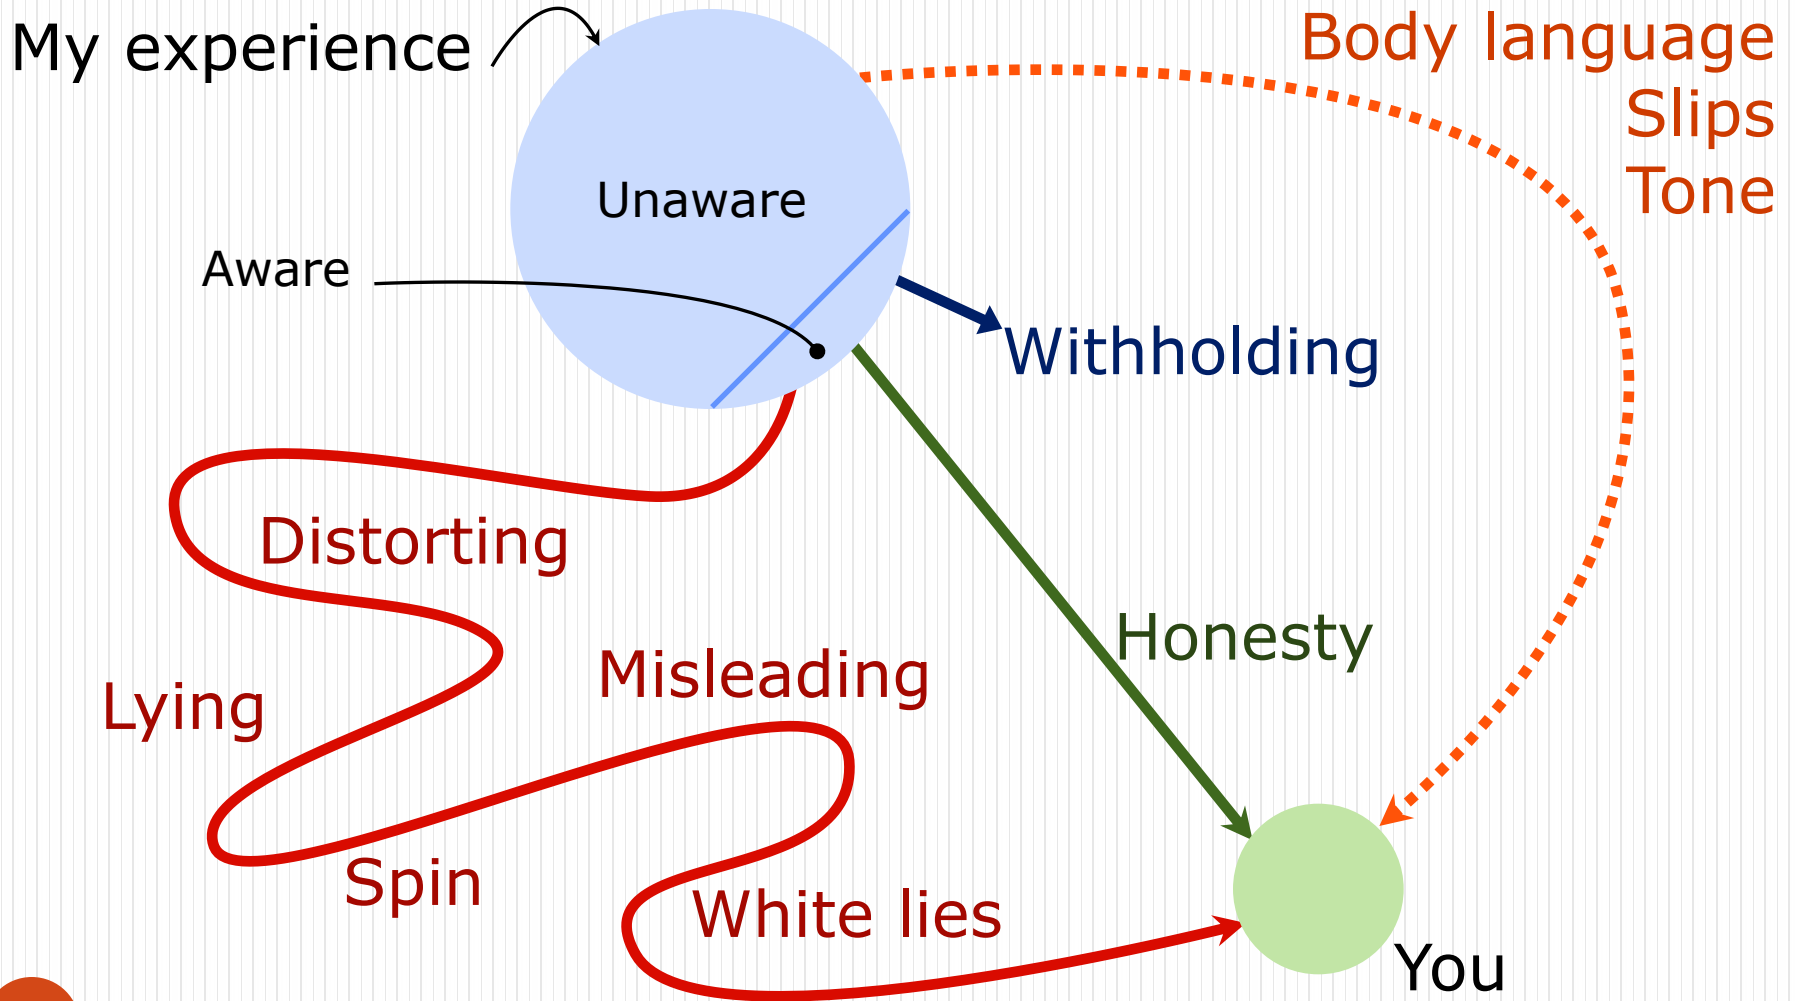 My experience
Body language
Slips
Tone
Unaware
Aware
Withholding
Distorting
Honesty
Misleading
Lying
Spin
White lies
You